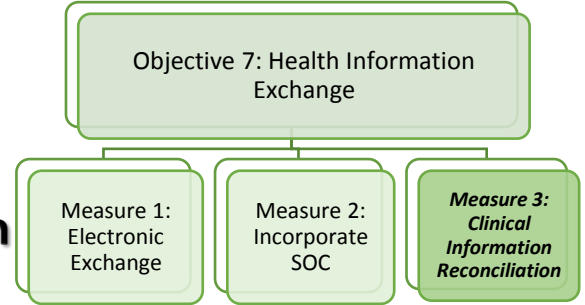 Objective 7: Health Information
Exchange
Measure 1:
Electronic
Exchange
Measure 2:
Incorporate
SOC
Measure 3:
Clinical
Information
Reconciliation
n